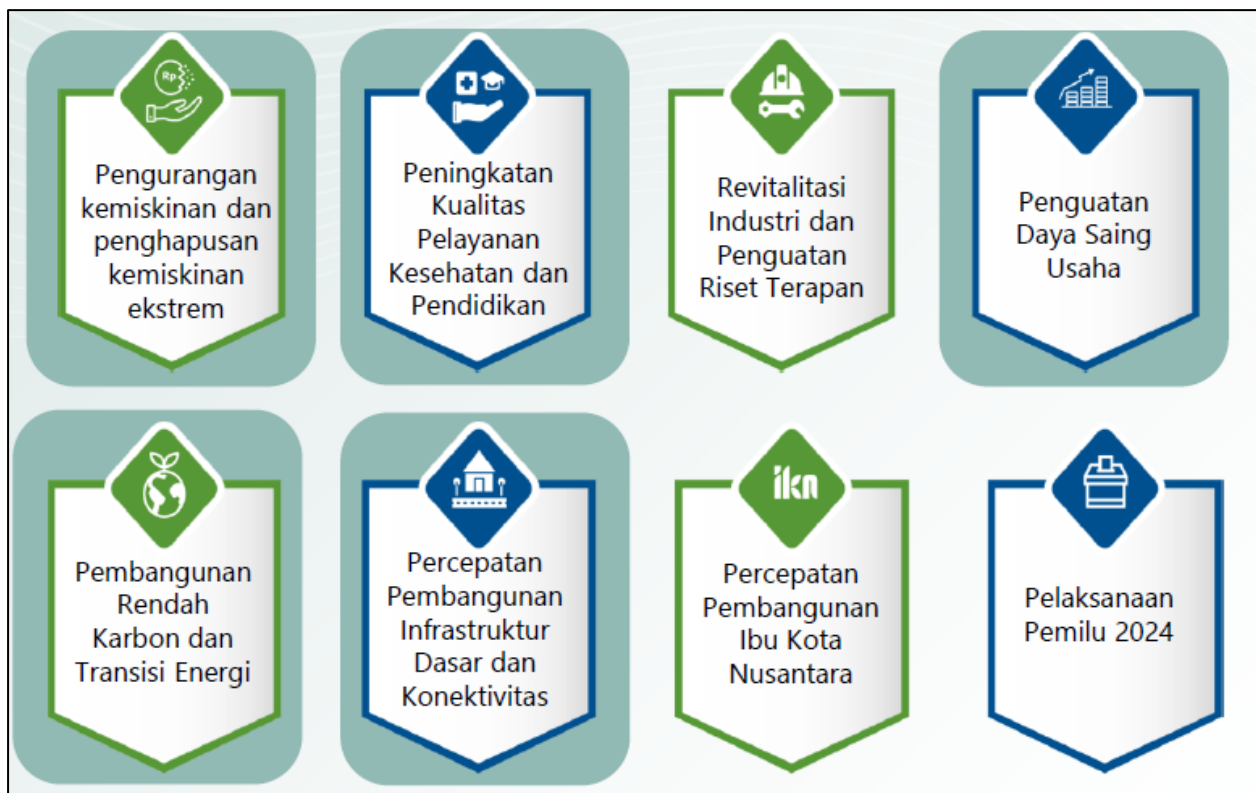 Rp
Pengurangan
kemiskinan dan
penghapusan
kemiskinan
ekstrem
Peningkatan
Kualitas
Pelayanan
Kesehatan dan
Pendidikan
Revitalitasi
Industri dan
Penguatan
Riset Terapan
Penguatan
Daya Saing
Usaha
Pembangunan
Rendah
Karbon dan
Transisi Energi
Percepatan
Pembangunan
Infrastruktur
Dasar dan
Konektivitas
ikn
Percepatan
Pembangunan
Ibu Kota
Nusantara
Pelaksanaan
Pemilu 2024